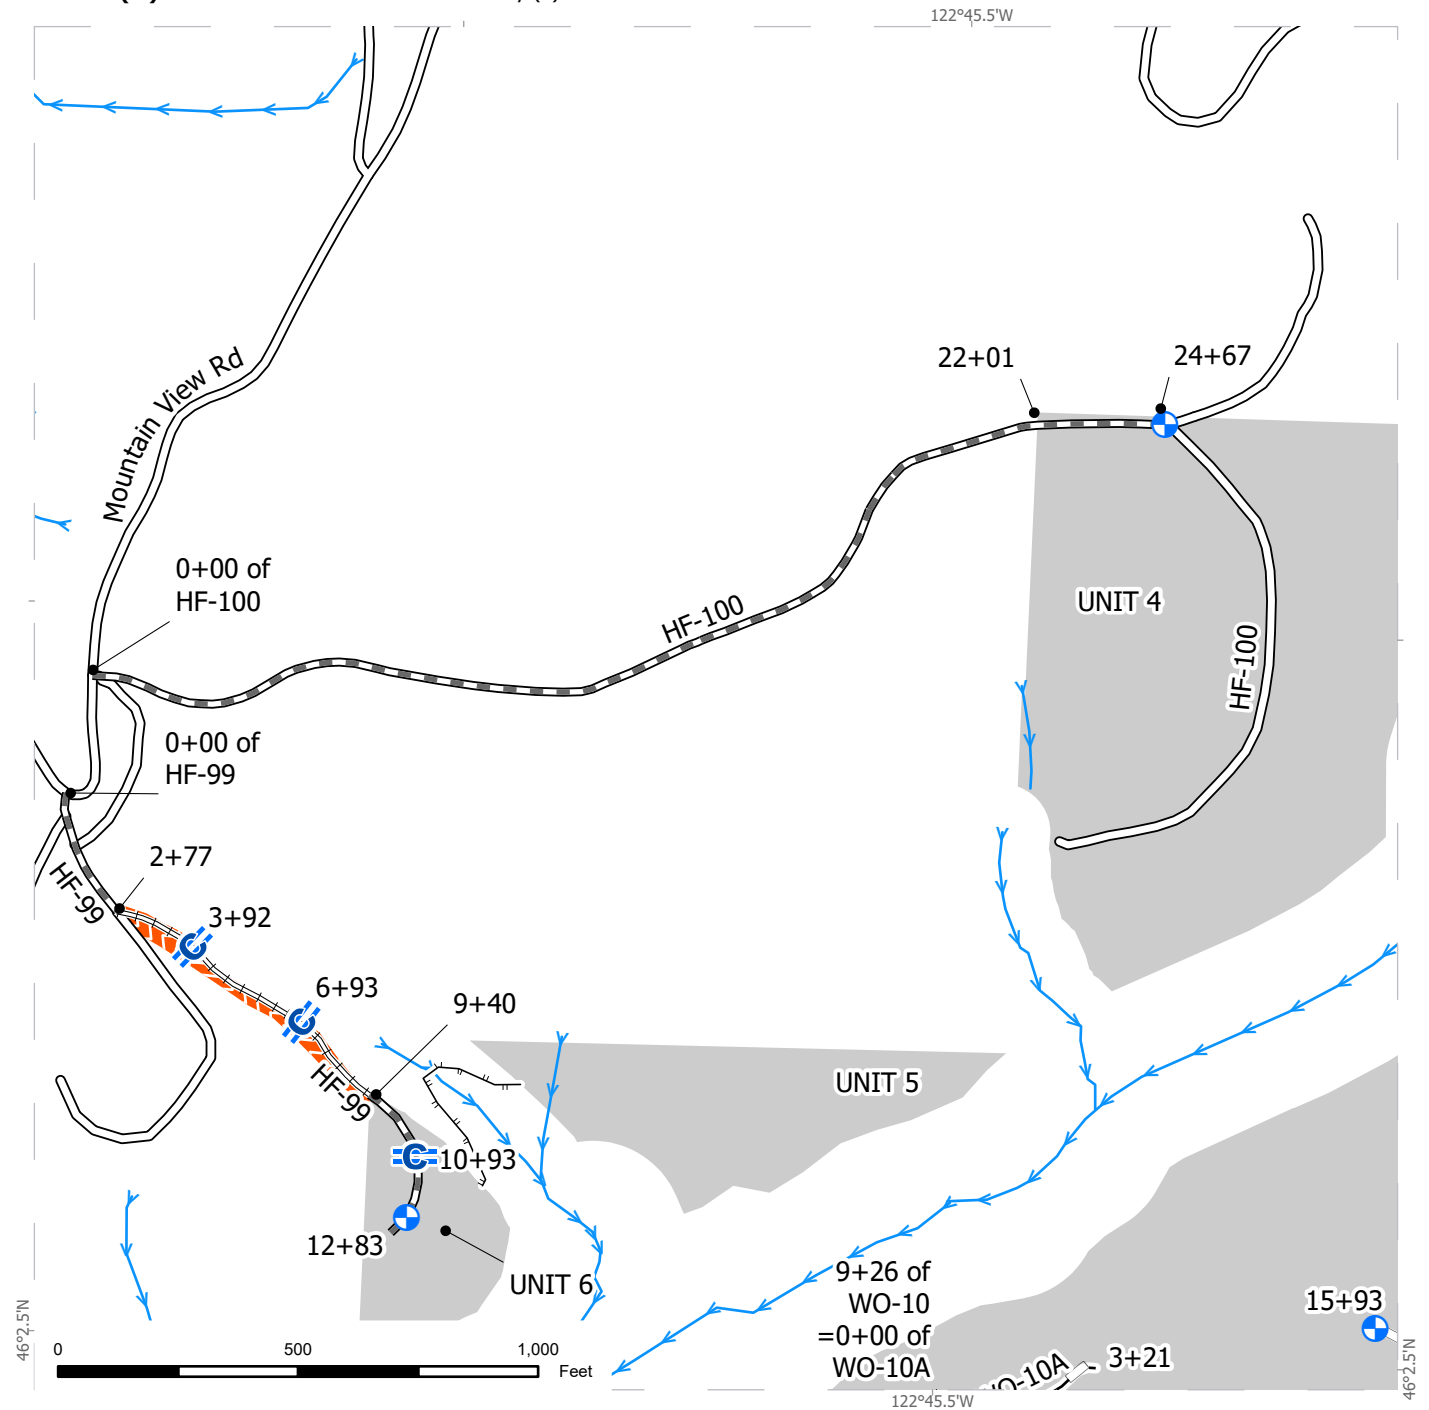 122°45.5'W
22+01
24+67
Mountain View Rd
0+00 of
HF-100
HF-100
UNIT 4
HF-100
0+00 of
HF-99
2+77
HF-99
3+92
6+93
9+40
HF-99
UNIT 5
C
C
C
10+93
12+83
UNIT 6
9+26 of
WO-10
=0+00 of
WO-10A
15+93
3+21
WO-10A
46°2.5'N
46°2.5'N
0 500 1,000
Feet
122°45.5'W